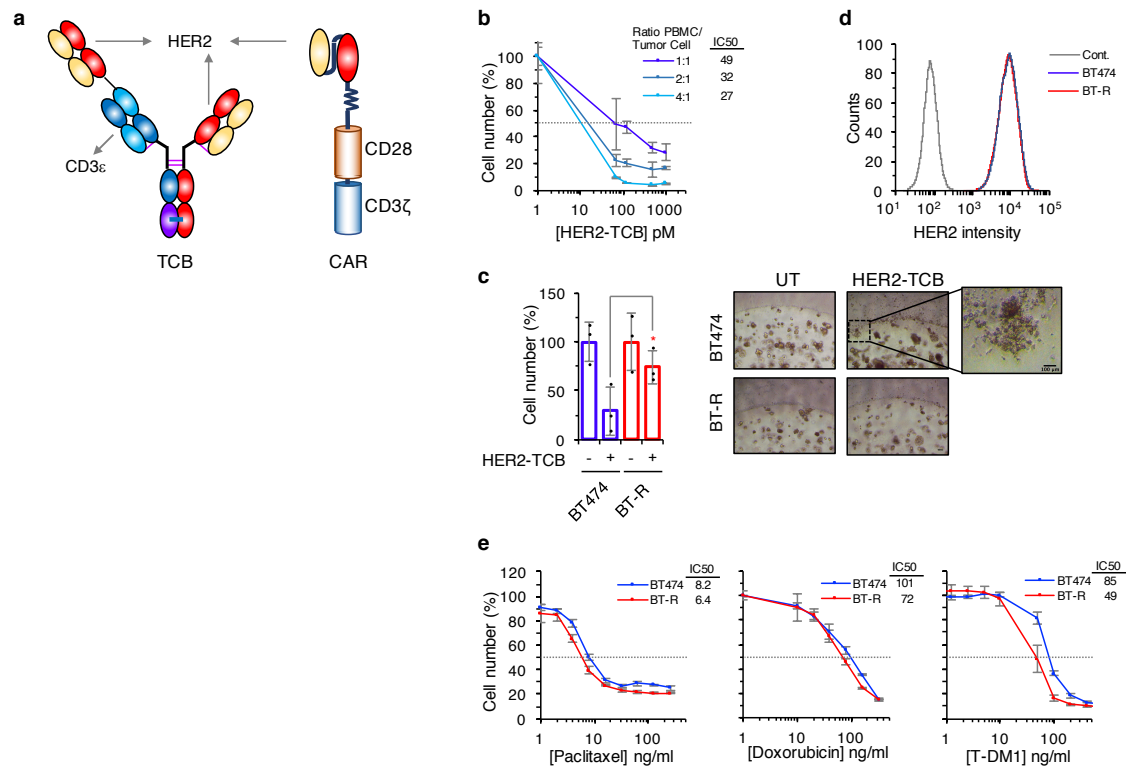 a
HER2
CD3ε
TCB
CD28
CD3ζ
CAR
b
Ratio PBMC/
Tumor Cell IC50
1:1 49
2:1 32
4:1 27
Cell number (%)
100
80
60
40
20
0
1 10 100 1000
[HER2-TCB] pM
d
Cont.
BT474
BT-R
Counts
100
80
60
40
20
0
10¹ 10² 10³ 10⁴ 10⁵
HER2 intensity
c
Cell number (%)
150
100
50
0
*
HER2-TCB - + - +
BT474 BT-R
UT HER2-TCB
BT474
BT-R
100 µm
e
Cell number (%)
120
100
80
60
40
20
0
IC50
BT474 8.2
BT-R 6.4
1 10 100
[Paclitaxel] ng/ml
IC50
BT474 101
BT-R 72
1 10 100
[Doxorubicin] ng/ml
IC50
BT474 85
BT-R 49
1 10 100
[T-DM1] ng/ml